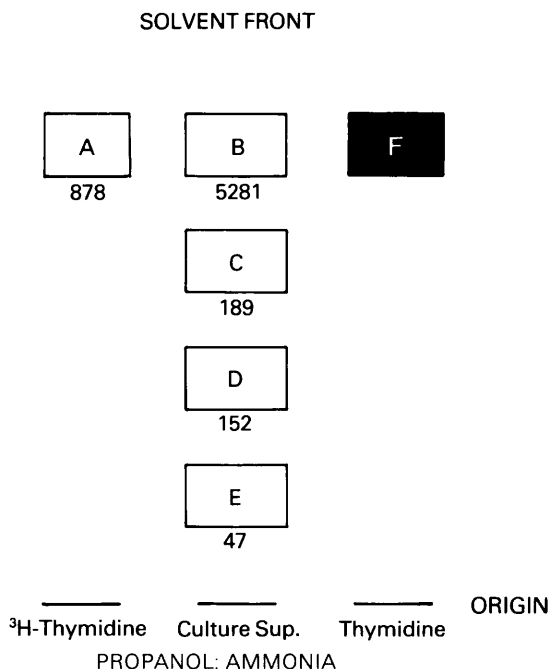 SOLVENT FRONT
A B F
878 5281
C
189
D
152
E
47
ORIGIN
³H-Thymidine Culture Sup. Thymidine
PROPANOL: AMMONIA